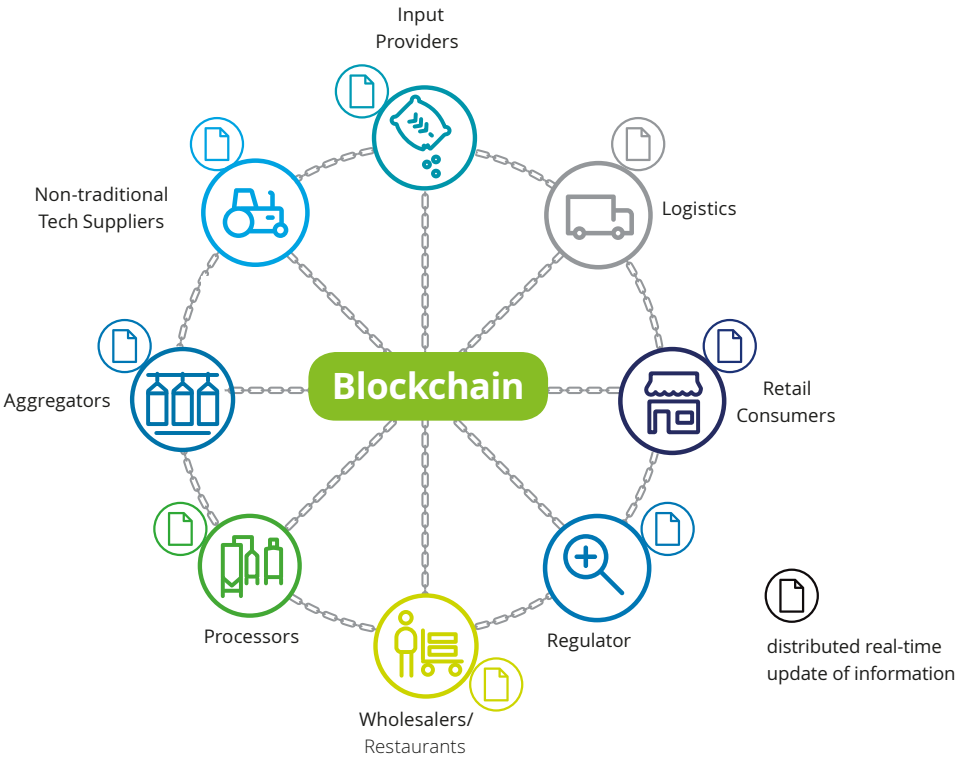 Input
Providers
Non-traditional
Tech Suppliers
Logistics
Blockchain
Aggregators
Retail
Consumers
Processors
Regulator
Wholesalers/
Restaurants
distributed real-time
update of information